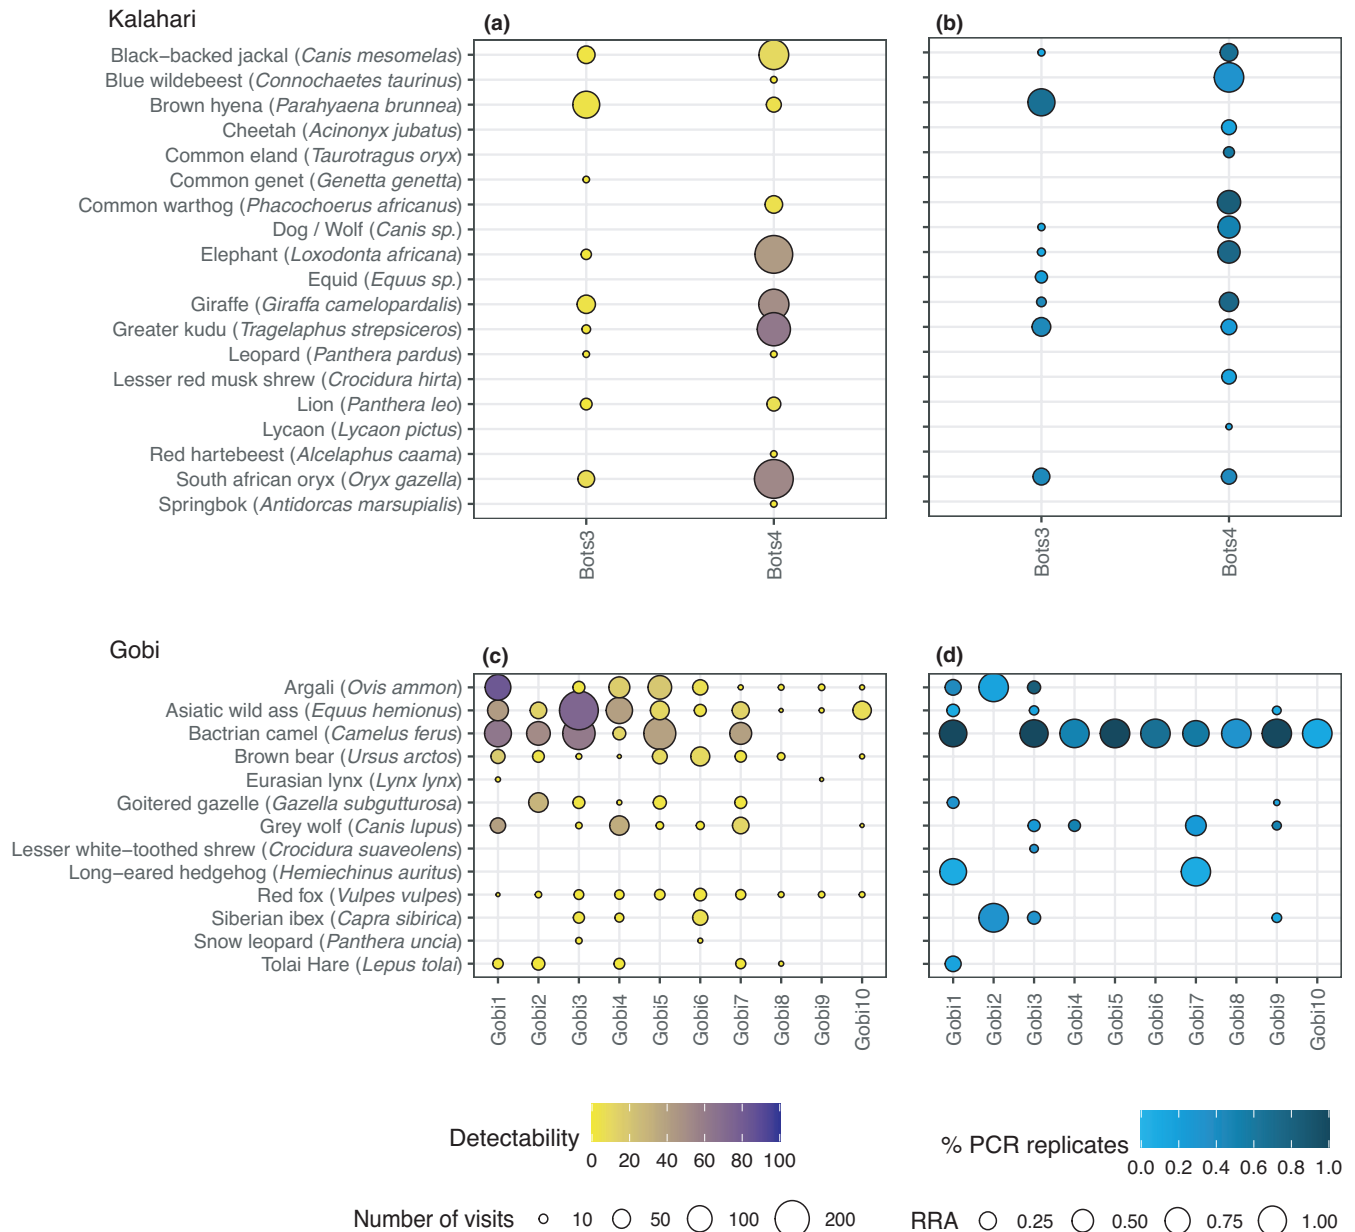 Kalahari
(a)
(b)
Black−backed jackal (Canis mesomelas)
Blue wildebeest (Connochaetes taurinus)
Brown hyena (Parahyaena brunnea)
Cheetah (Acinonyx jubatus)
Common eland (Taurotragus oryx)
Common genet (Genetta genetta)
Common warthog (Phacochoerus africanus)
Dog / Wolf (Canis sp.)
Elephant (Loxodonta africana)
Equid (Equus sp.)
Giraffe (Giraffa camelopardalis)
Greater kudu (Tragelaphus strepsiceros)
Leopard (Panthera pardus)
Lesser red musk shrew (Crocidura hirta)
Lion (Panthera leo)
Lycaon (Lycaon pictus)
Red hartebeest (Alcelaphus caama)
South african oryx (Oryx gazella)
Springbok (Antidorcas marsupialis)
Bots3
Bots4
Bots3
Bots4
Gobi
(c)
(d)
Argali (Ovis ammon)
Asiatic wild ass (Equus hemionus)
Bactrian camel (Camelus ferus)
Brown bear (Ursus arctos)
Eurasian lynx (Lynx lynx)
Goitered gazelle (Gazella subgutturosa)
Grey wolf (Canis lupus)
Lesser white−toothed shrew (Crocidura suaveolens)
Long−eared hedgehog (Hemiechinus auritus)
Red fox (Vulpes vulpes)
Siberian ibex (Capra sibirica)
Snow leopard (Panthera uncia)
Tolai Hare (Lepus tolai)
Gobi1
Gobi2
Gobi3
Gobi4
Gobi5
Gobi6
Gobi7
Gobi8
Gobi9
Gobi10
Gobi1
Gobi2
Gobi3
Gobi4
Gobi5
Gobi6
Gobi7
Gobi8
Gobi9
Gobi10
Detectability
0 20 40 60 80 100
% PCR replicates
0.0 0.2 0.4 0.6 0.8 1.0
Number of visits 10 50 100 200
RRA 0.25 0.50 0.75 1.00